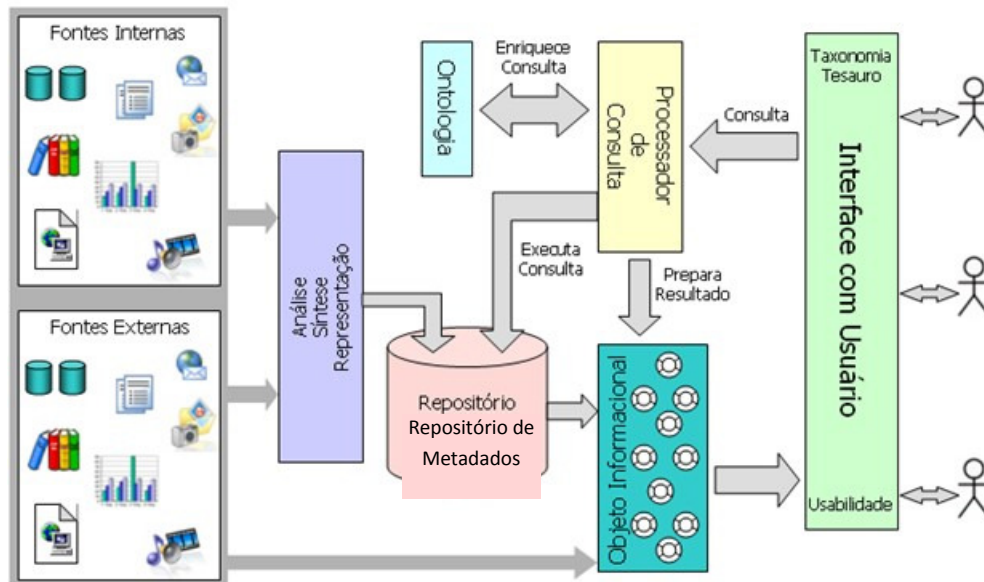 Fontes Internas
Fontes Externas
Análise
Síntese
Representação
Ontologia
Enriquece
Consulta
Processador
de
Consulta
Consulta
Executa
Consulta
Prepara
Resultado
Repositório
Repositório de
Metadados
Objeto Informacional
Taxonomia
Tesauro
Interface com Usuário
Usabilidade